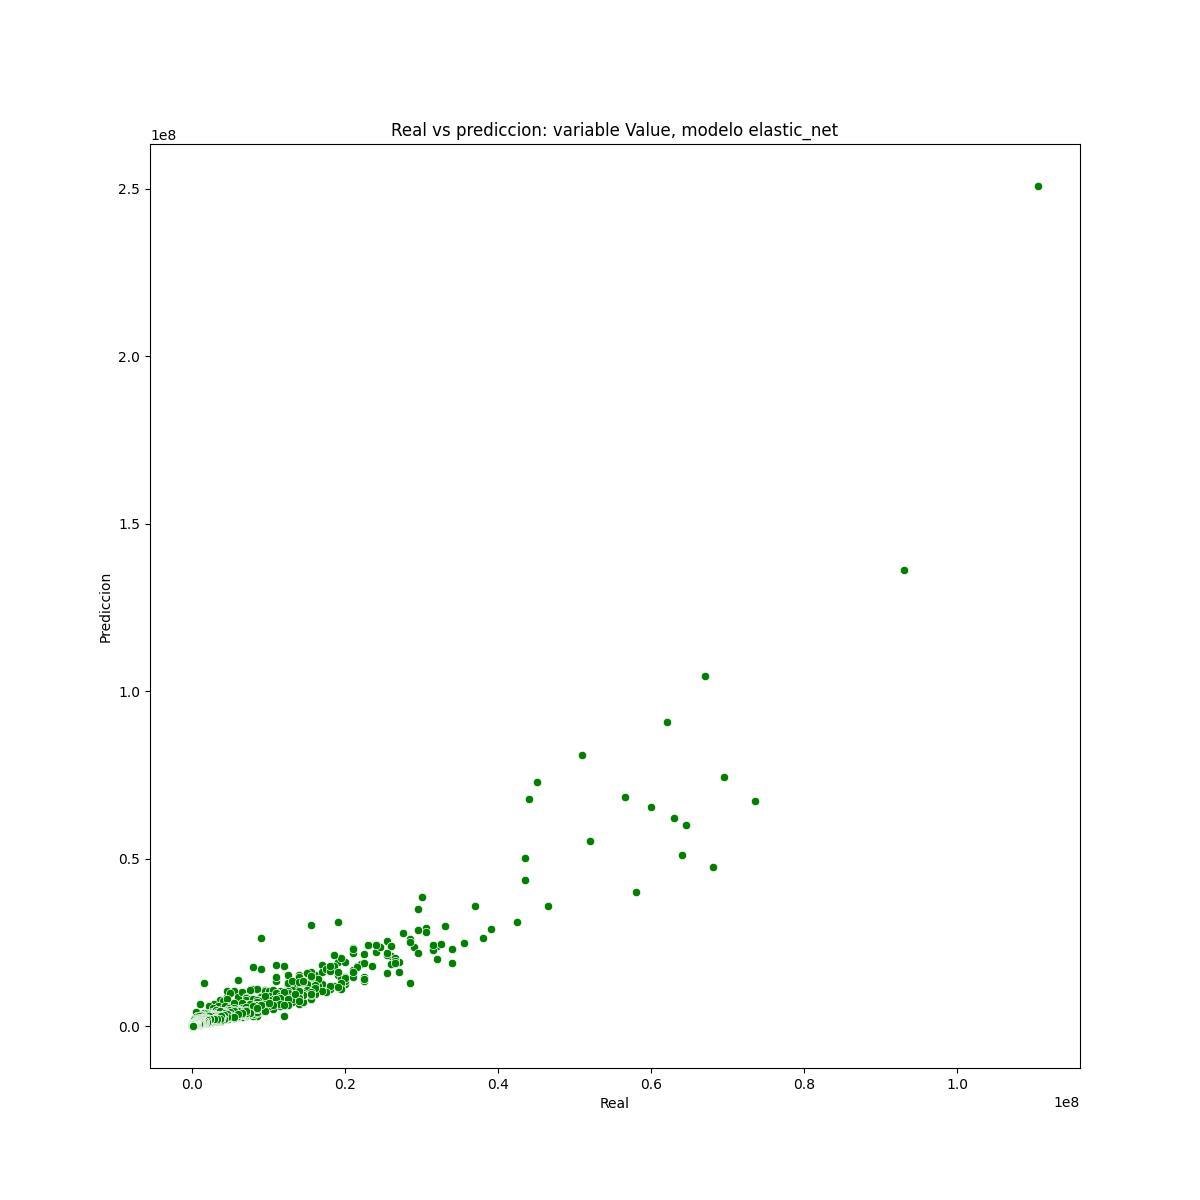 Real vs prediccion: variable Value, modelo elastic_net
1e8
2.5
2.0
1.5
1.0
0.5
0.0
Prediccion
0.0 0.2 0.4 0.6 0.8 1.0
Real
1e8